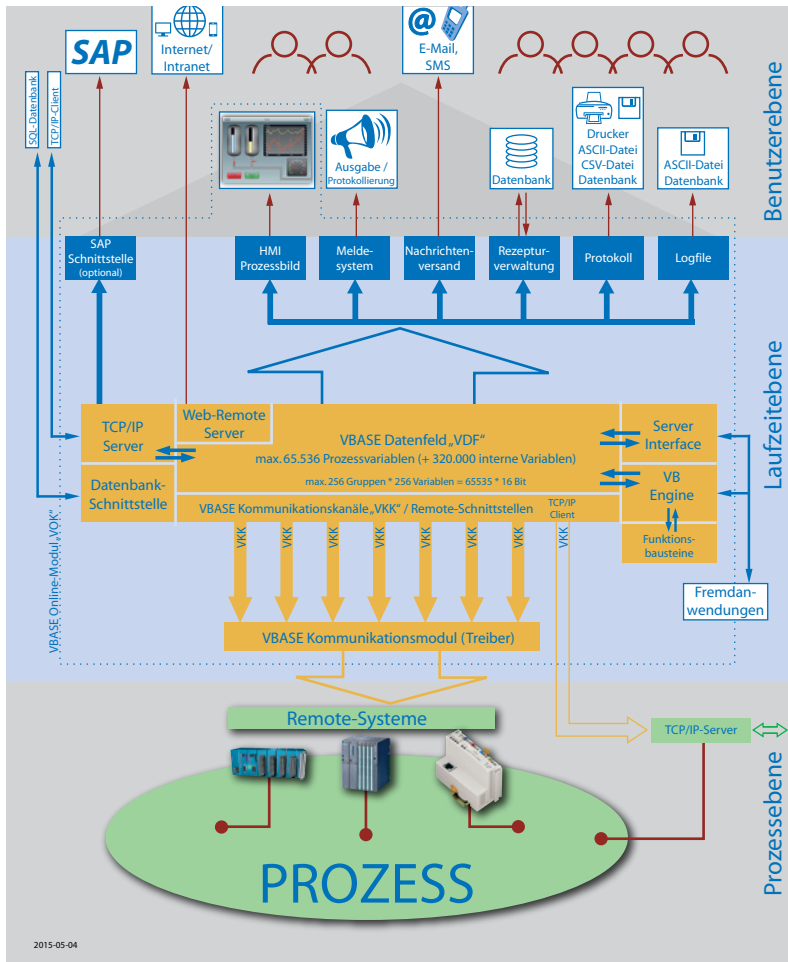 SAP
Internet/
Intranet
@
E-Mail,
SMS
SQL-Datenbank
TCP/IP-Client
Ausgabe /
Protokollierung
Datenbank
Drucker
ASCII-Datei
CSV-Datei
Datenbank
ASCII-Datei
Datenbank
Benutzerebene
SAP
Schnittstelle
(optional)
HMI
Prozessbild
Melde-
system
Nachrichten-
versand
Rezeptur-
verwaltung
Protokoll
Logfile
Laufzeitebene
TCP/IP
Server
Web-Remote
Server
VBASE Datenfeld „VDF“
max. 65.536 Prozessvariablen (+ 320.000 interne Variablen)
max. 256 Gruppen * 256 Variablen = 65535 * 16 Bit
Server
Interface
Datenbank-
Schnittstelle
VB
Engine
VBASE Kommunikationskanäle „VKK“ / Remote-Schnittstellen
TCP/IP
Client
Funktions-
bausteine
VKK
VKK
VKK
VKK
VKK
VKK
VKK
VKK
VBASE Online-Modul „VOK“
Fremdan-
wendungen
VBASE Kommunikationsmodul (Treiber)
Remote-Systeme
TCP/IP-Server
Prozessebene
PROZESS
2015-05-04